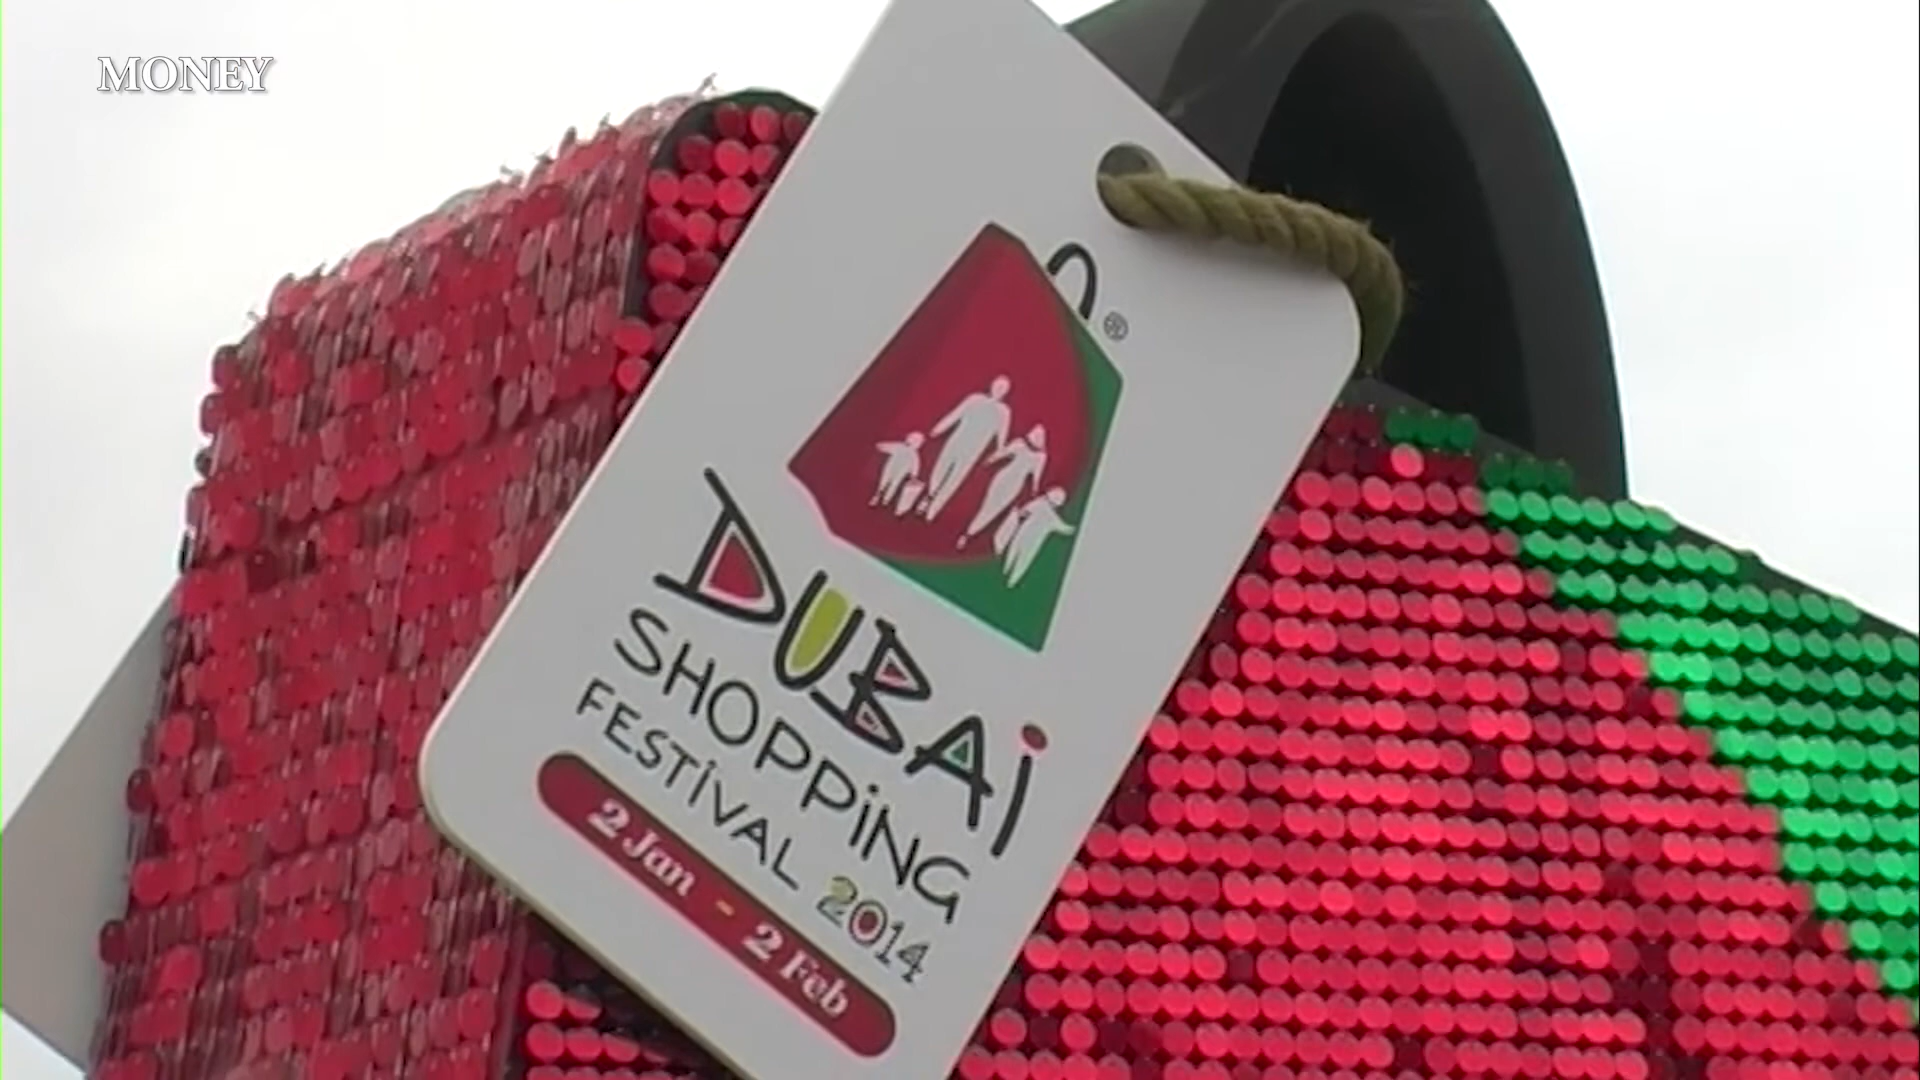 MONEY
®
DUBAi
SHOPPiNG
FESTiVAL 2014
2 Jan - 2 Feb